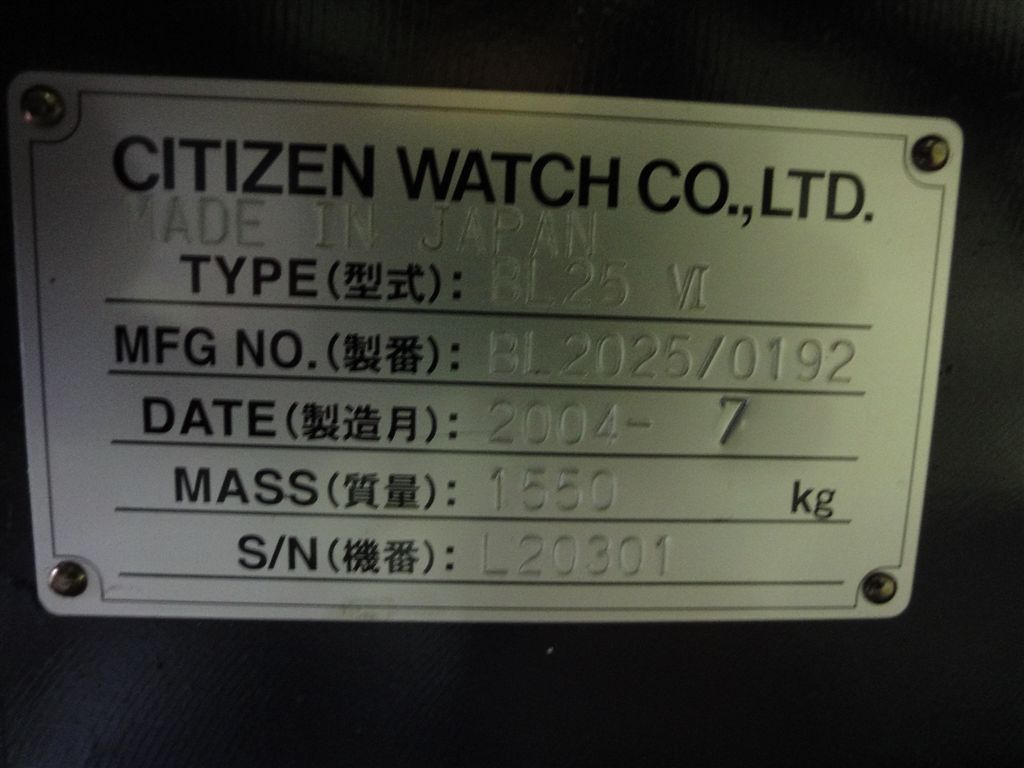 CITIZEN WATCH CO.,LTD.
MADE IN JAPAN
TYPE(型式): BL25 Ⅵ
MFG NO.(製番): BL2025/0192
DATE(製造月): 2004- 7
MASS(質量): 1550 kg
S/N(機番): L20301